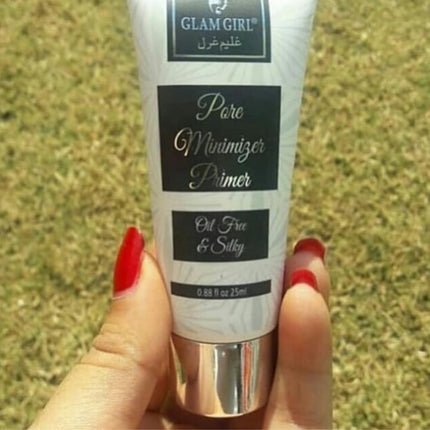 GLAM GIRL®
غليم غرل
Pore
Minimizer
Primer
Oil Free
& Silky
0.88 fl oz 25ml